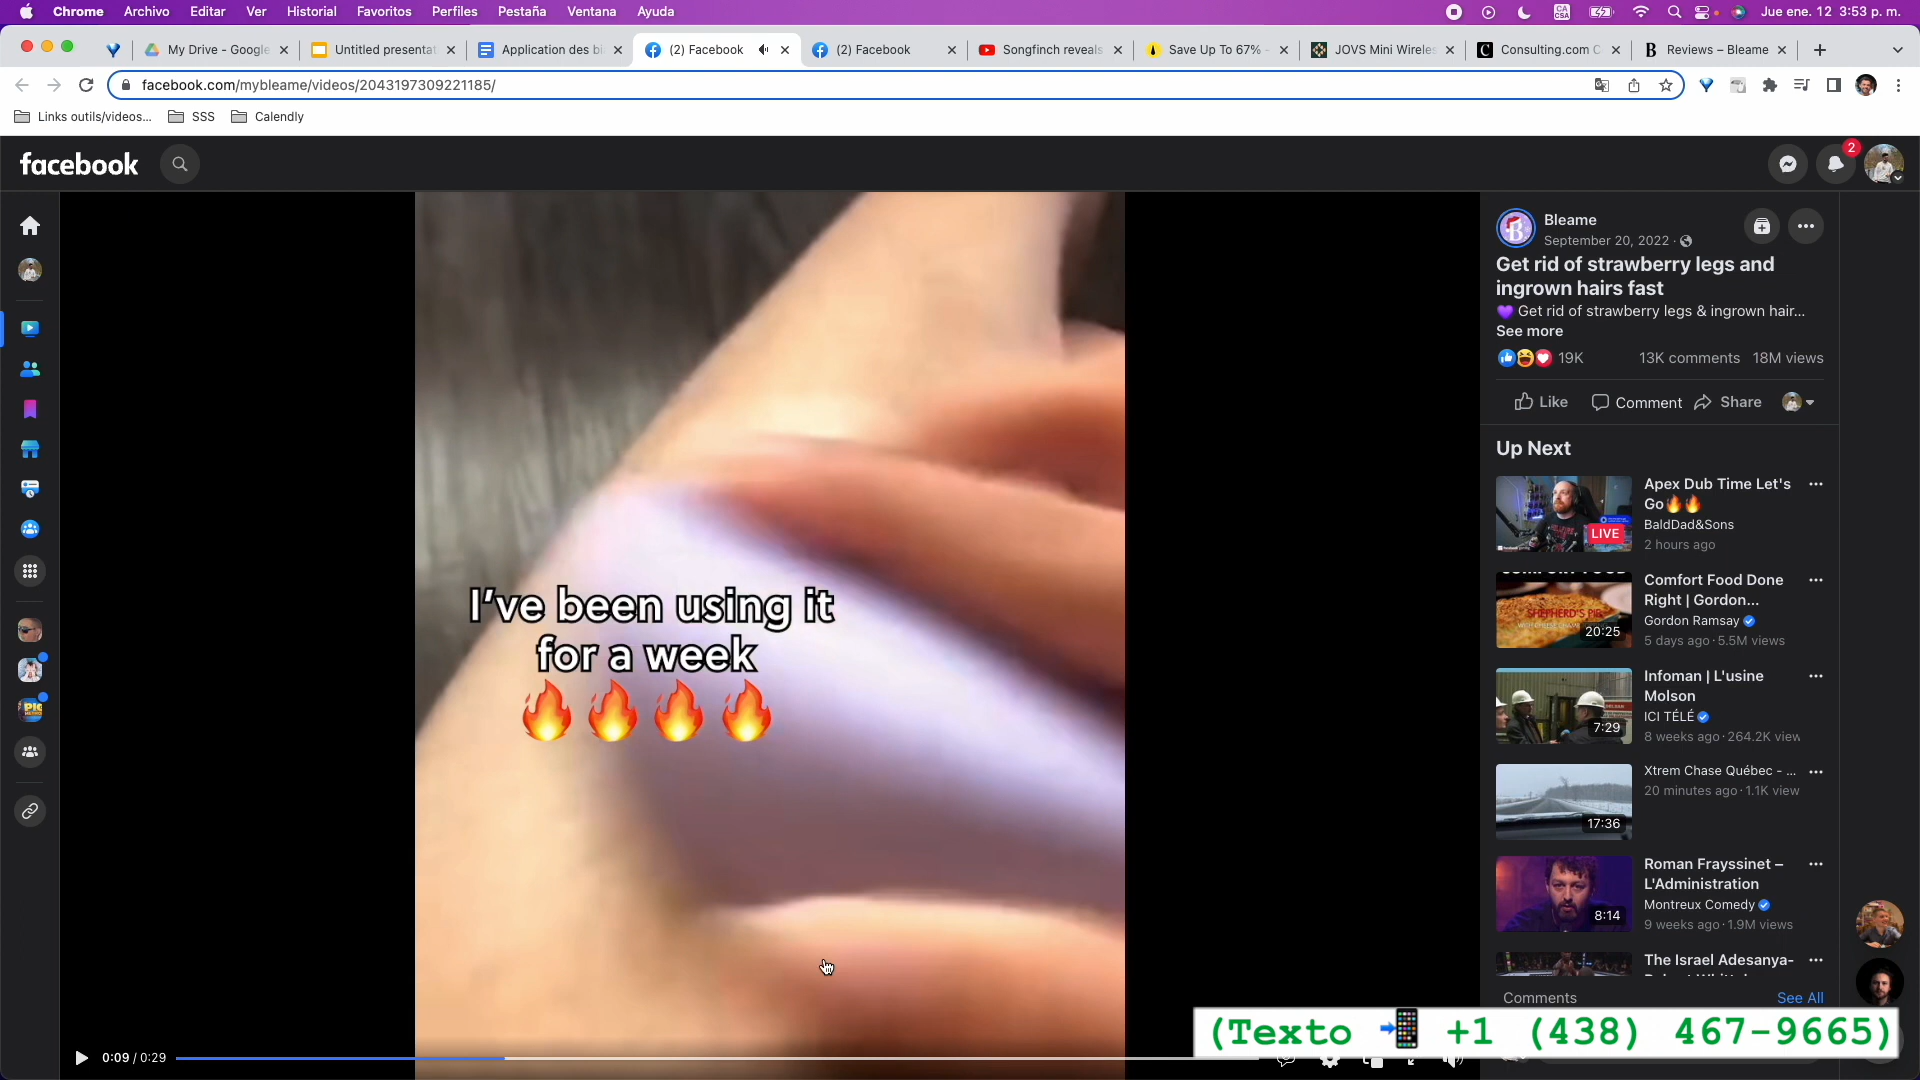 Chrome Archivo Editar Ver Historial Favoritos Perfiles Pestaña Ventana Ayuda
CA CSA
Jue ene. 12 3:53 p. m.
My Drive - Google
Untitled presentat
Application des bi
(2) Facebook
(2) Facebook
Songfinch reveals
Save Up To 67% -
JOVS Mini Wireles
Consulting.com C
Reviews – Bleame
facebook.com/mybleame/videos/2043197309221185/
Links outils/videos...
SSS
Calendly
facebook
2
Bleame
September 20, 2022 ·
Get rid of strawberry legs and
ingrown hairs fast
💜 Get rid of strawberry legs & ingrown hair...
See more
19K
13K comments
18M views
Like
Comment
Share
Up Next
Apex Dub Time Let's
Go🔥🔥
BaldDad&Sons
2 hours ago
LIVE
Comfort Food Done
Right | Gordon...
Gordon Ramsay
5 days ago · 5.5M views
SHEPHERD'S PIE
20:25
Infoman | L'usine
Molson
ICI TÉLÉ
8 weeks ago · 264.2K view
7:29
Xtrem Chase Québec - ...
20 minutes ago · 1.1K view
17:36
Roman Frayssinet –
L'Administration
Montreux Comedy
9 weeks ago · 1.9M views
8:14
The Israel Adesanya-
Comments
See All
I've been using it
for a week
🔥🔥🔥🔥
0:09 / 0:29
(Texto 📲 +1 (438) 467-9665)